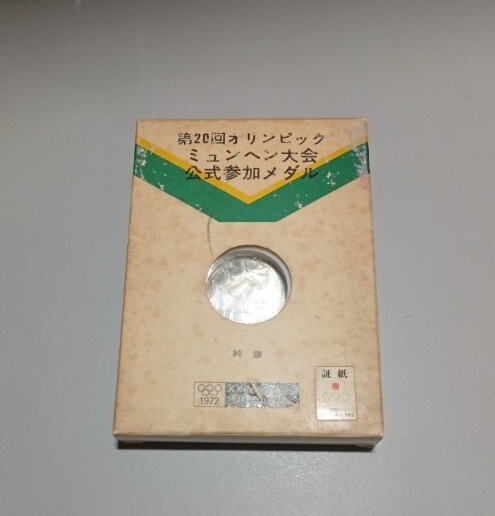 第20回オリンピック
ミュンヘン大会
公式参加メダル
純銀
1972
証紙